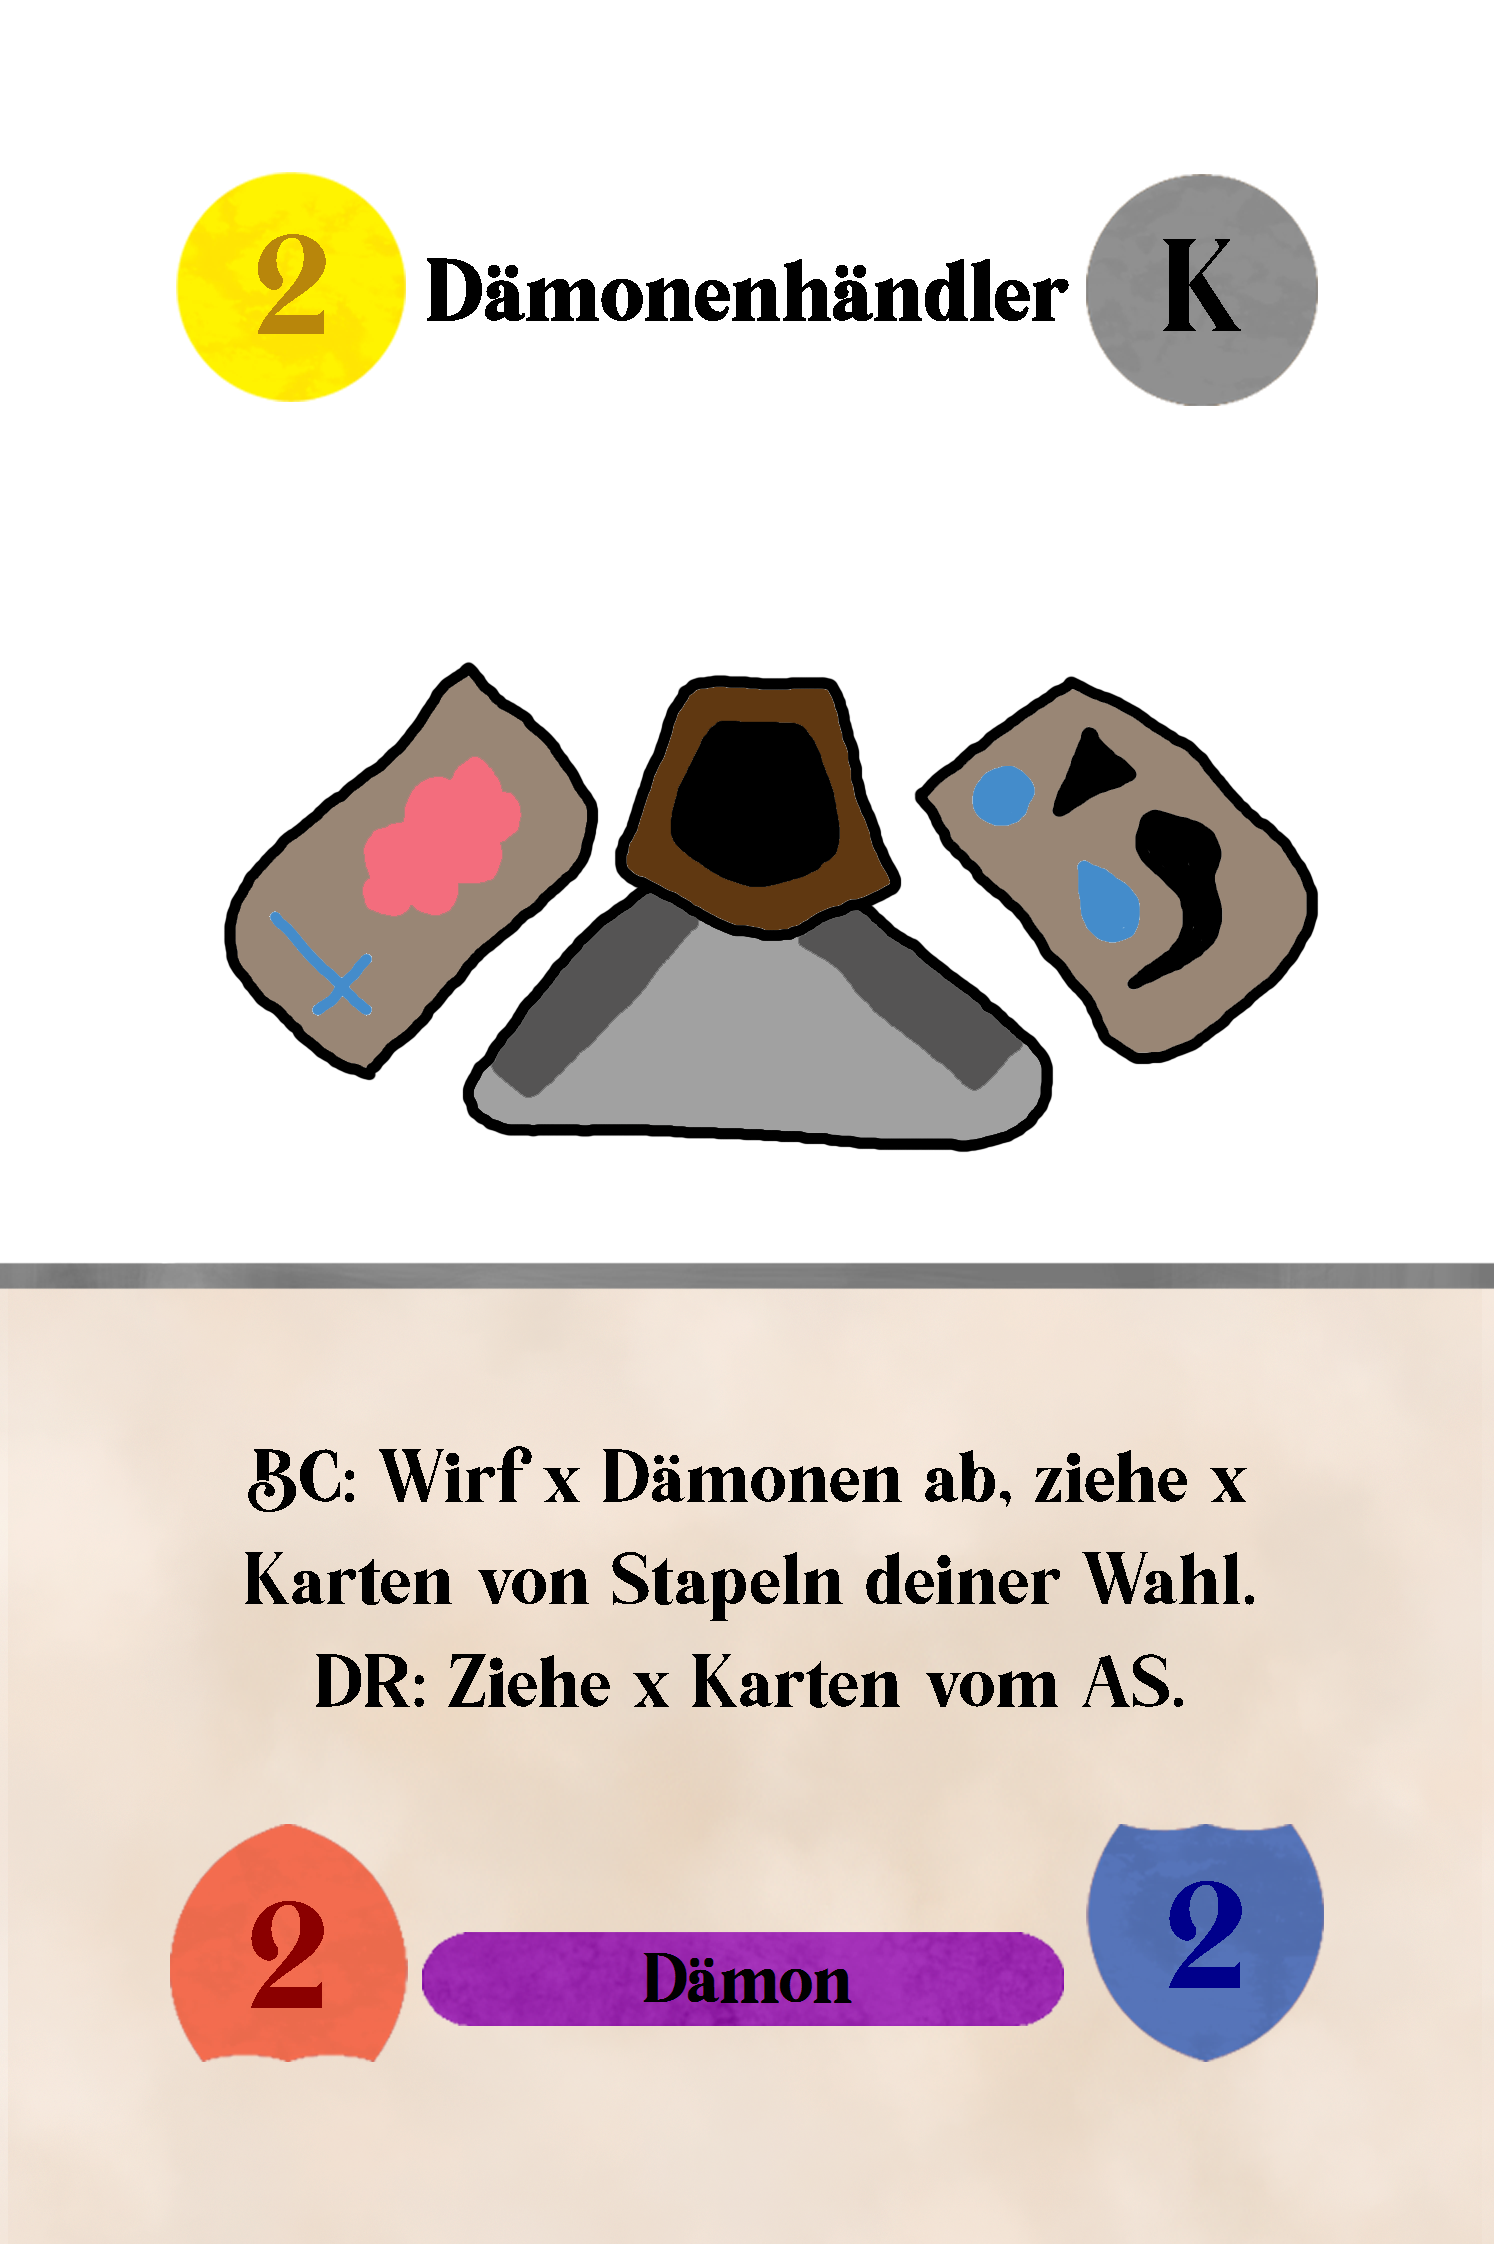 2 Dämonenhändler K
BC: Wirf x Dämonen ab, ziehe x
Karten von Stapeln deiner Wahl.
DR: Ziehe x Karten vom AS.
2 Dämon 2